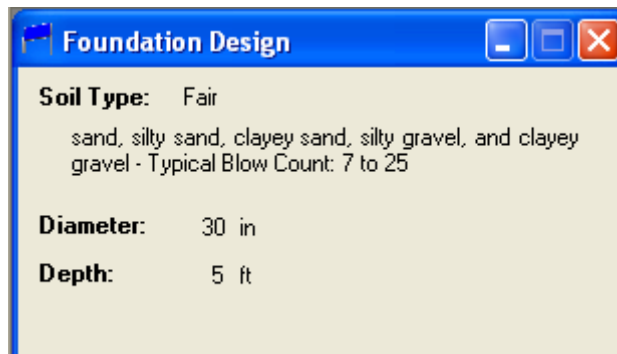 Foundation Design
Soil Type: Fair
sand, silty sand, clayey sand, silty gravel, and clayey
gravel - Typical Blow Count: 7 to 25
Diameter: 30 in
Depth: 5 ft